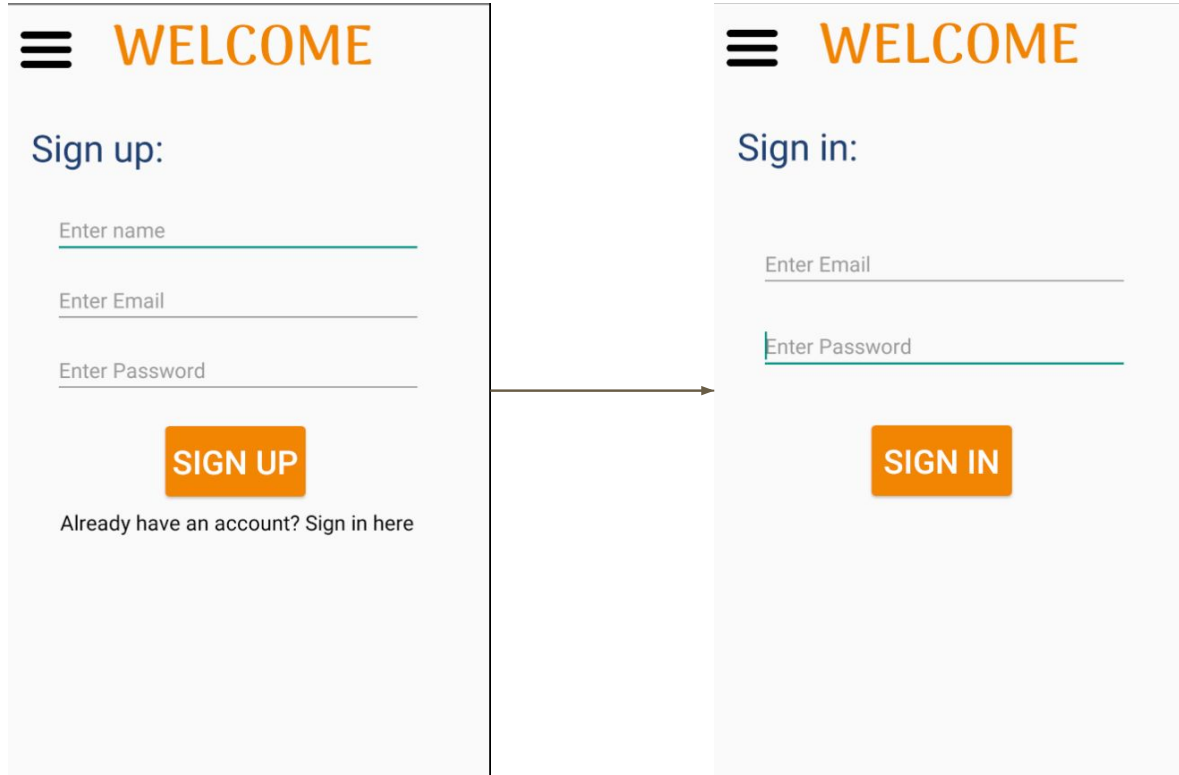 WELCOME
Sign up:
Enter name
Enter Email
Enter Password
SIGN UP
Already have an account? Sign in here
WELCOME
Sign in:
Enter Email
Enter Password
SIGN IN